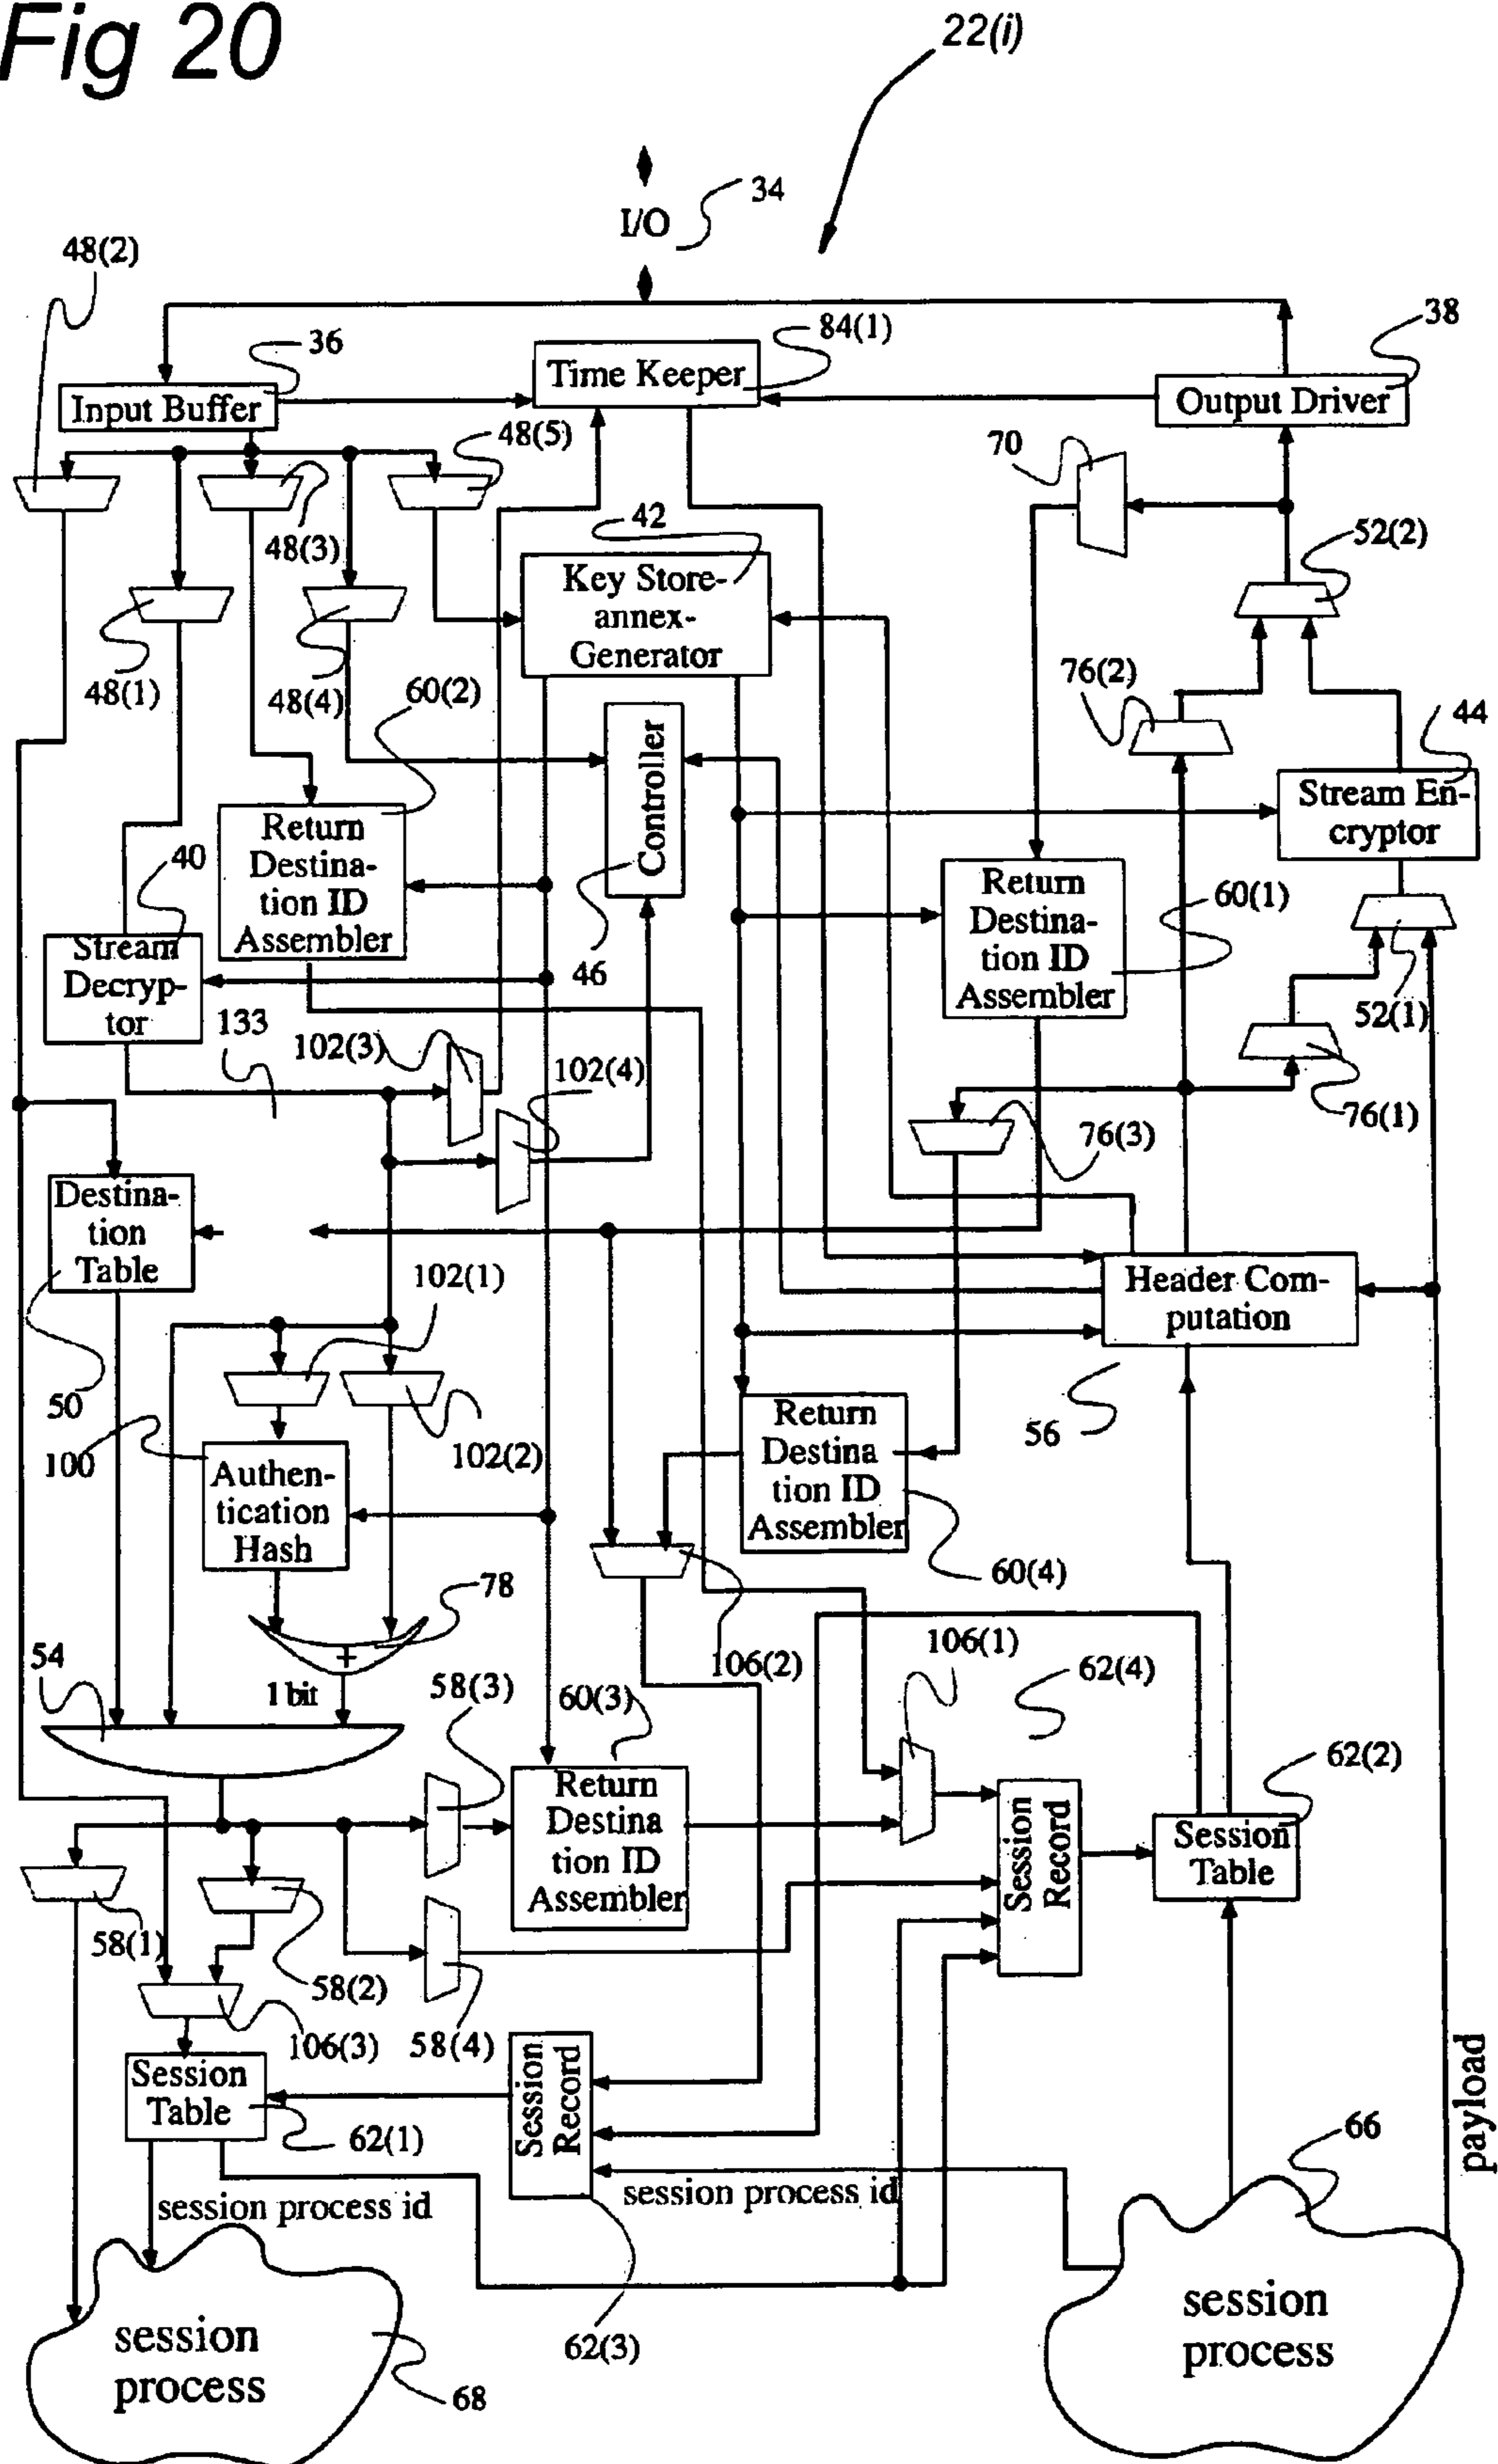 Fig 20
22(i)
34
I/O
48(2)
36
84(1)
38
Time Keeper
Input Buffer
Output Driver
48(5)
70
42
48(3)
52(2)
Key Store-
annex-
Generator
48(1)
48(4)
60(2)
76(2)
44
Controller
Stream En-
cryptor
Return
Destina-
tion ID
Assembler
40
Return
Destina-
tion ID
Assembler
60(1)
Stream
Decryp-
tor
46
52(1)
133
102(3)
102(4)
76(1)
76(3)
Destina-
tion
Table
102(1)
Header Com-
putation
50
56
100
102(2)
Return
Destina
tion ID
Assembler
Authen-
tication
Hash
60(4)
78
+
54
1 bit
58(3)
60(3)
106(2)
106(1)
62(4)
62(2)
Return
Destina
tion ID
Assembler
Session
Record
Session
Table
58(1)
58(2)
106(3)
58(4)
Session
Table
Session
Record
62(1)
payload
66
session process id
session process id
session
process
session
process
62(3)
68